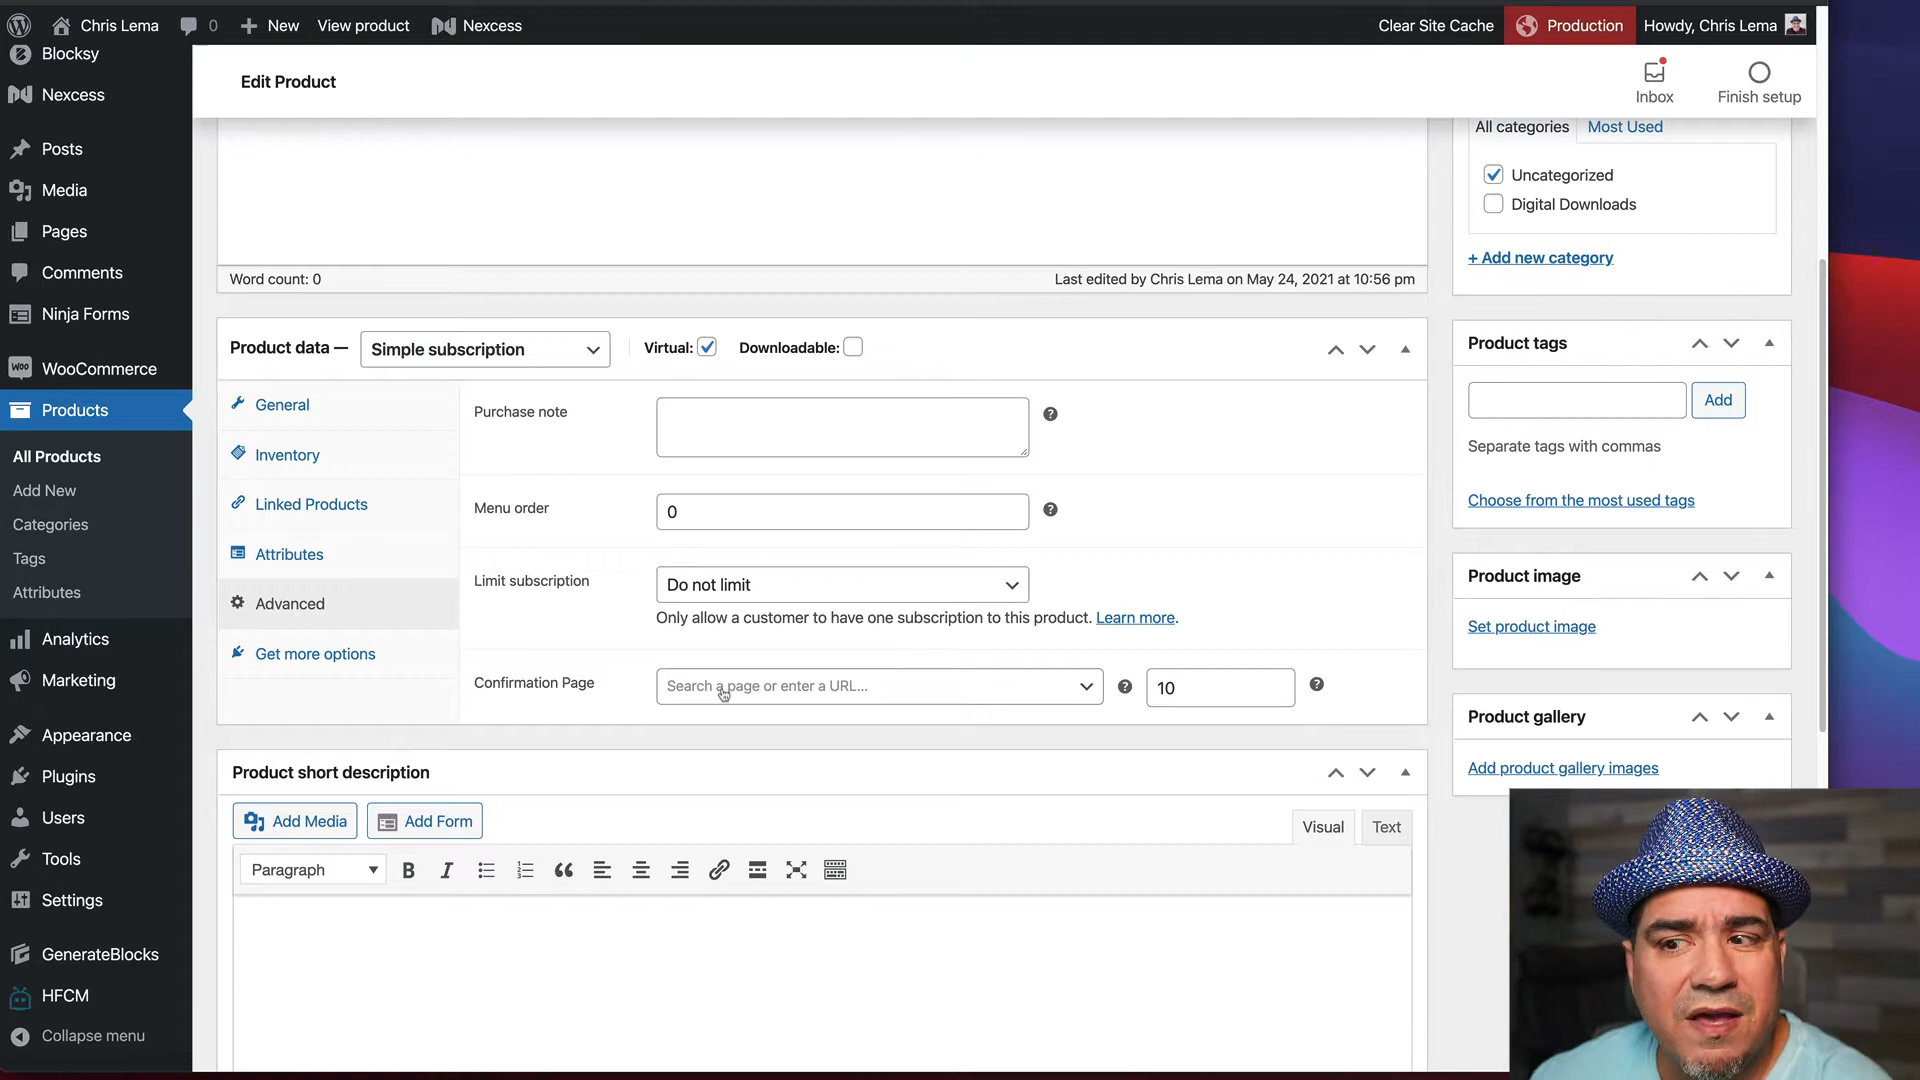 Chris Lema
0
New
View product
Nexcess
Clear Site Cache
Production
Howdy, Chris Lema
Blocksy
Nexcess
Posts
Media
Pages
Comments
Ninja Forms
Woo
WooCommerce
Products
All Products
Add New
Categories
Tags
Attributes
Analytics
Marketing
Appearance
Plugins
Users
Tools
Settings
GenerateBlocks
HFCM
Collapse menu
Edit Product
Inbox
Finish setup
Word count: 0
Last edited by Chris Lema on May 24, 2021 at 10:56 pm
Product data —
Simple subscription
Virtual:
Downloadable:
General
Inventory
Linked Products
Attributes
Advanced
Get more options
Purchase note
Menu order
0
Limit subscription
Do not limit
Only allow a customer to have one subscription to this product. Learn more.
Confirmation Page
Search a page or enter a URL...
10
Product short description
Add Media
Add Form
Visual
Text
Paragraph
B
I
All categories
Most Used
Uncategorized
Digital Downloads
+ Add new category
Product tags
Add
Separate tags with commas
Choose from the most used tags
Product image
Set product image
Product gallery
Add product gallery images